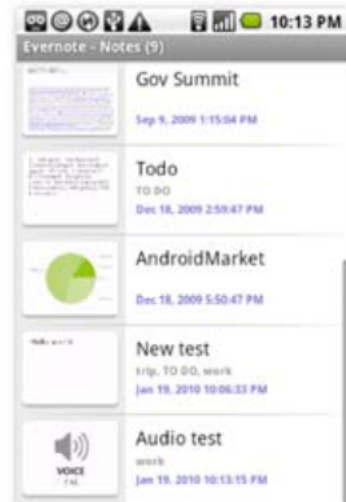 10:13 PM
Evernote - Notes (9)
Gov Summit
Sep 9, 2009 1:15:04 PM
Todo
TO DO
Dec 18, 2009 2:59:47 PM
AndroidMarket
Dec 18, 2009 5:50:47 PM
New test
trip, TO DO, work
Jan 19, 2010 10:06:33 PM
Audio test
work
VOICE
Jan 19, 2010 10:13:15 PM